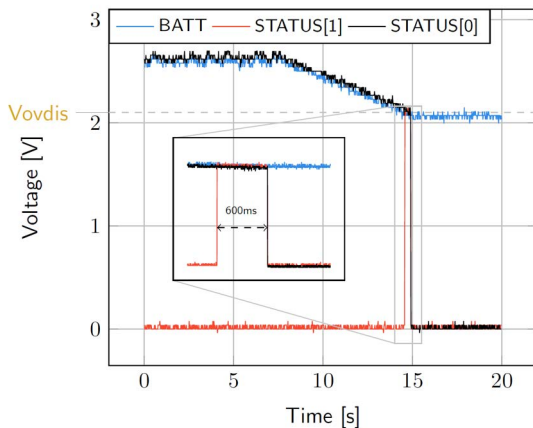 BATT STATUS[1] STATUS[0]
3
Vovdis
2
Voltage [V]
600ms
1
0
0 5 10 15 20
Time [s]